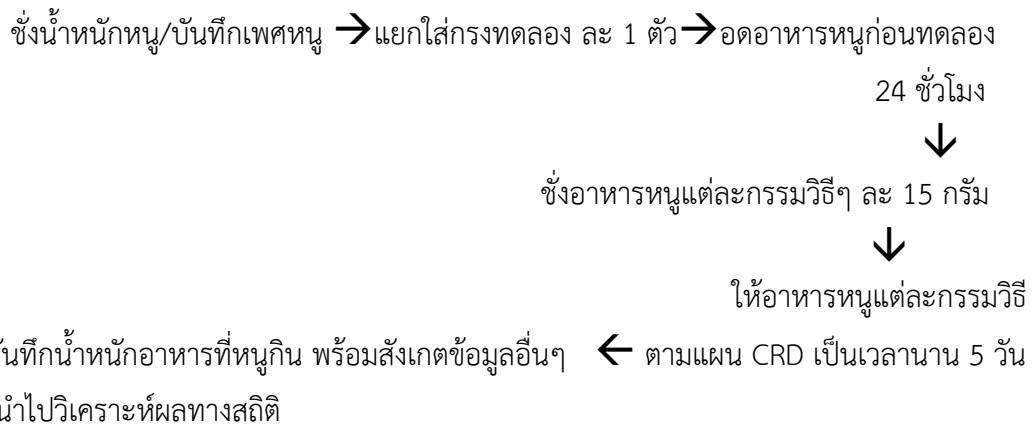 ชั่งน้ำหนักหนู/บันทึกเพศหนู →แยกใส่กรงทดลอง ละ 1 ตัว→อดอาหารหนูก่อนทดลอง
24 ชั่วโมง
↓
ชั่งอาหารหนูแต่ละกรรมวิธีๆ ละ 15 กรัม
↓
ให้อาหารหนูแต่ละกรรมวิธี
ันทึกน้ำหนักอาหารที่หนูกิน พร้อมสังเกตข้อมูลอื่นๆ ← ตามแผน CRD เป็นเวลานาน 5 วัน
นำไปวิเคราะห์ผลทางสถิติ